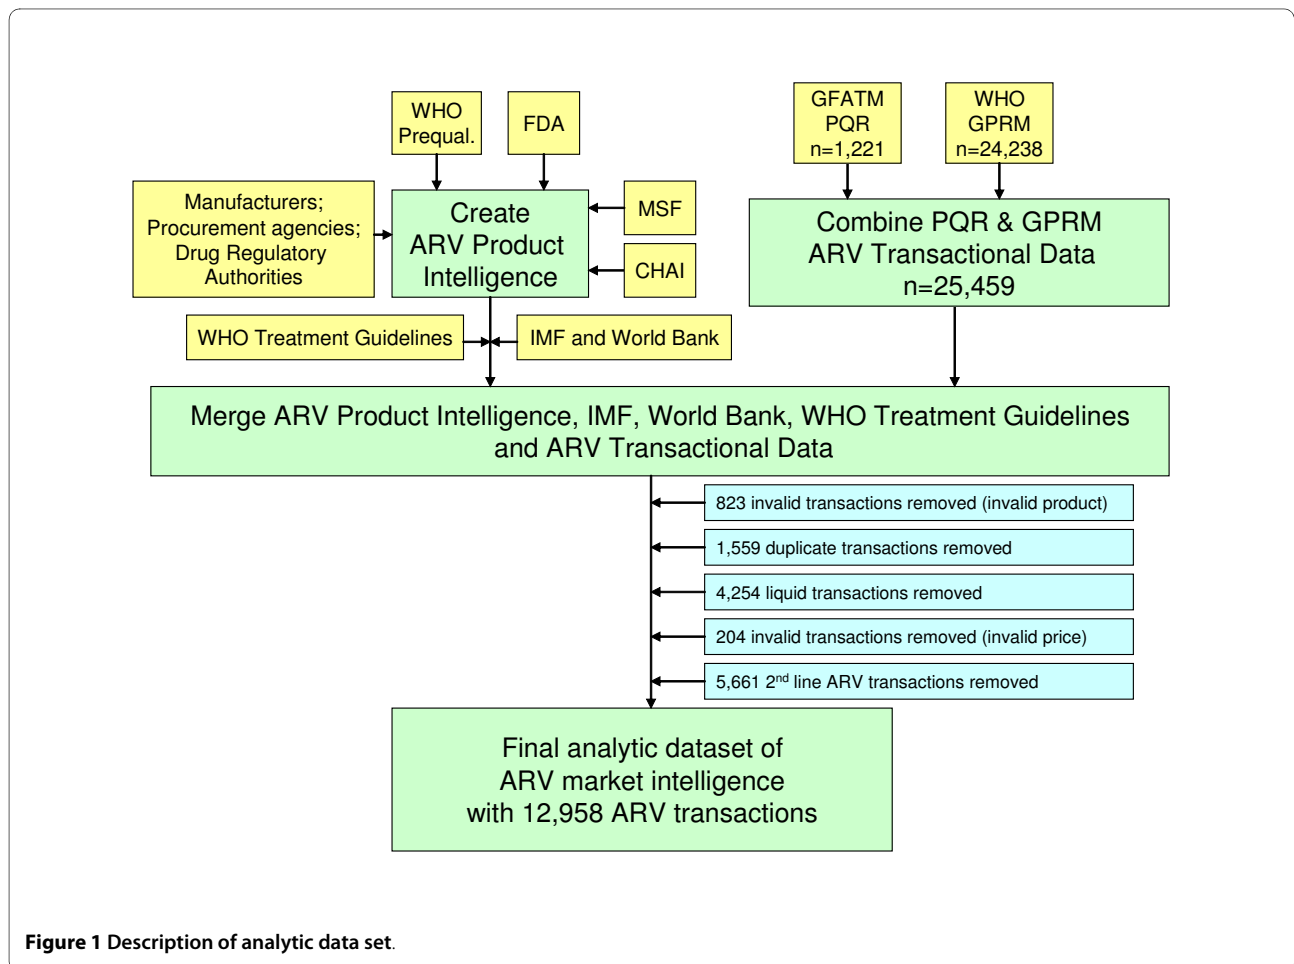 WHO
Prequal.
FDA
GFATM
PQR
n=1,221
WHO
GPRM
n=24,238
Manufacturers;
Procurement agencies;
Drug Regulatory
Authorities
Create
ARV Product
Intelligence
MSF
CHAI
Combine PQR & GPRM
ARV Transactional Data
n=25,459
WHO Treatment Guidelines
IMF and World Bank
Merge ARV Product Intelligence, IMF, World Bank, WHO Treatment Guidelines
and ARV Transactional Data
823 invalid transactions removed (invalid product)
1,559 duplicate transactions removed
4,254 liquid transactions removed
204 invalid transactions removed (invalid price)
5,661 2nd line ARV transactions removed
Final analytic dataset of
ARV market intelligence
with 12,958 ARV transactions
Figure 1 Description of analytic data set.